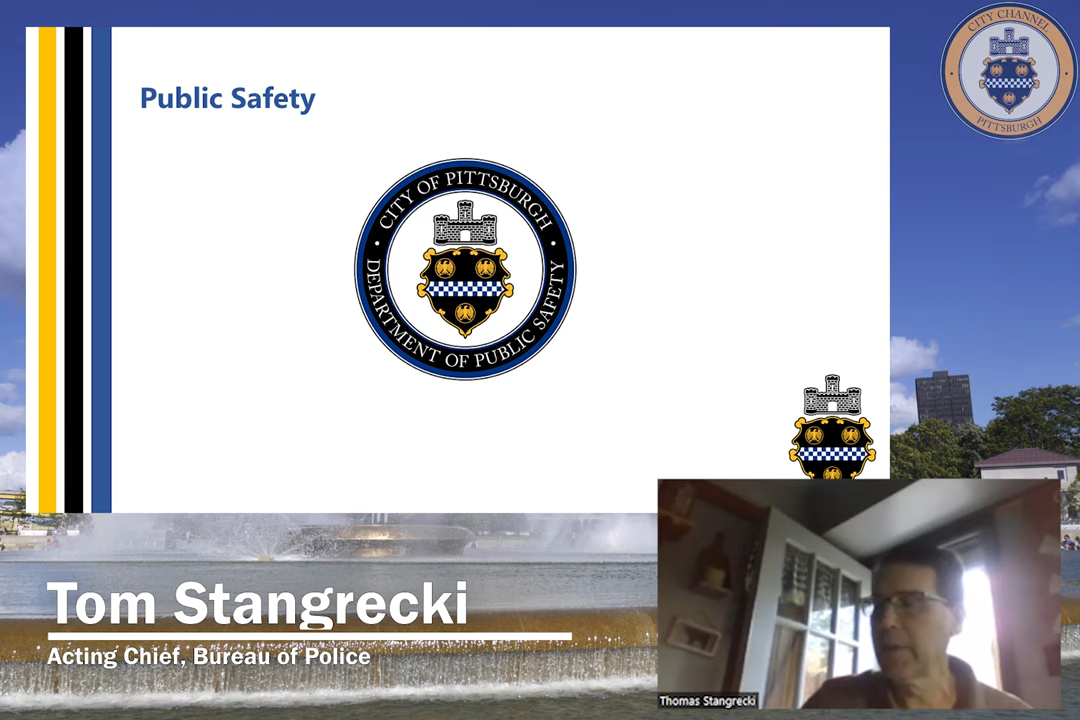 CITY CHANNEL
PITTSBURGH
Public Safety
CITY OF PITTSBURGH
DEPARTMENT OF PUBLIC SAFETY
Tom Stangrecki
Acting Chief, Bureau of Police
Thomas Stangrecki